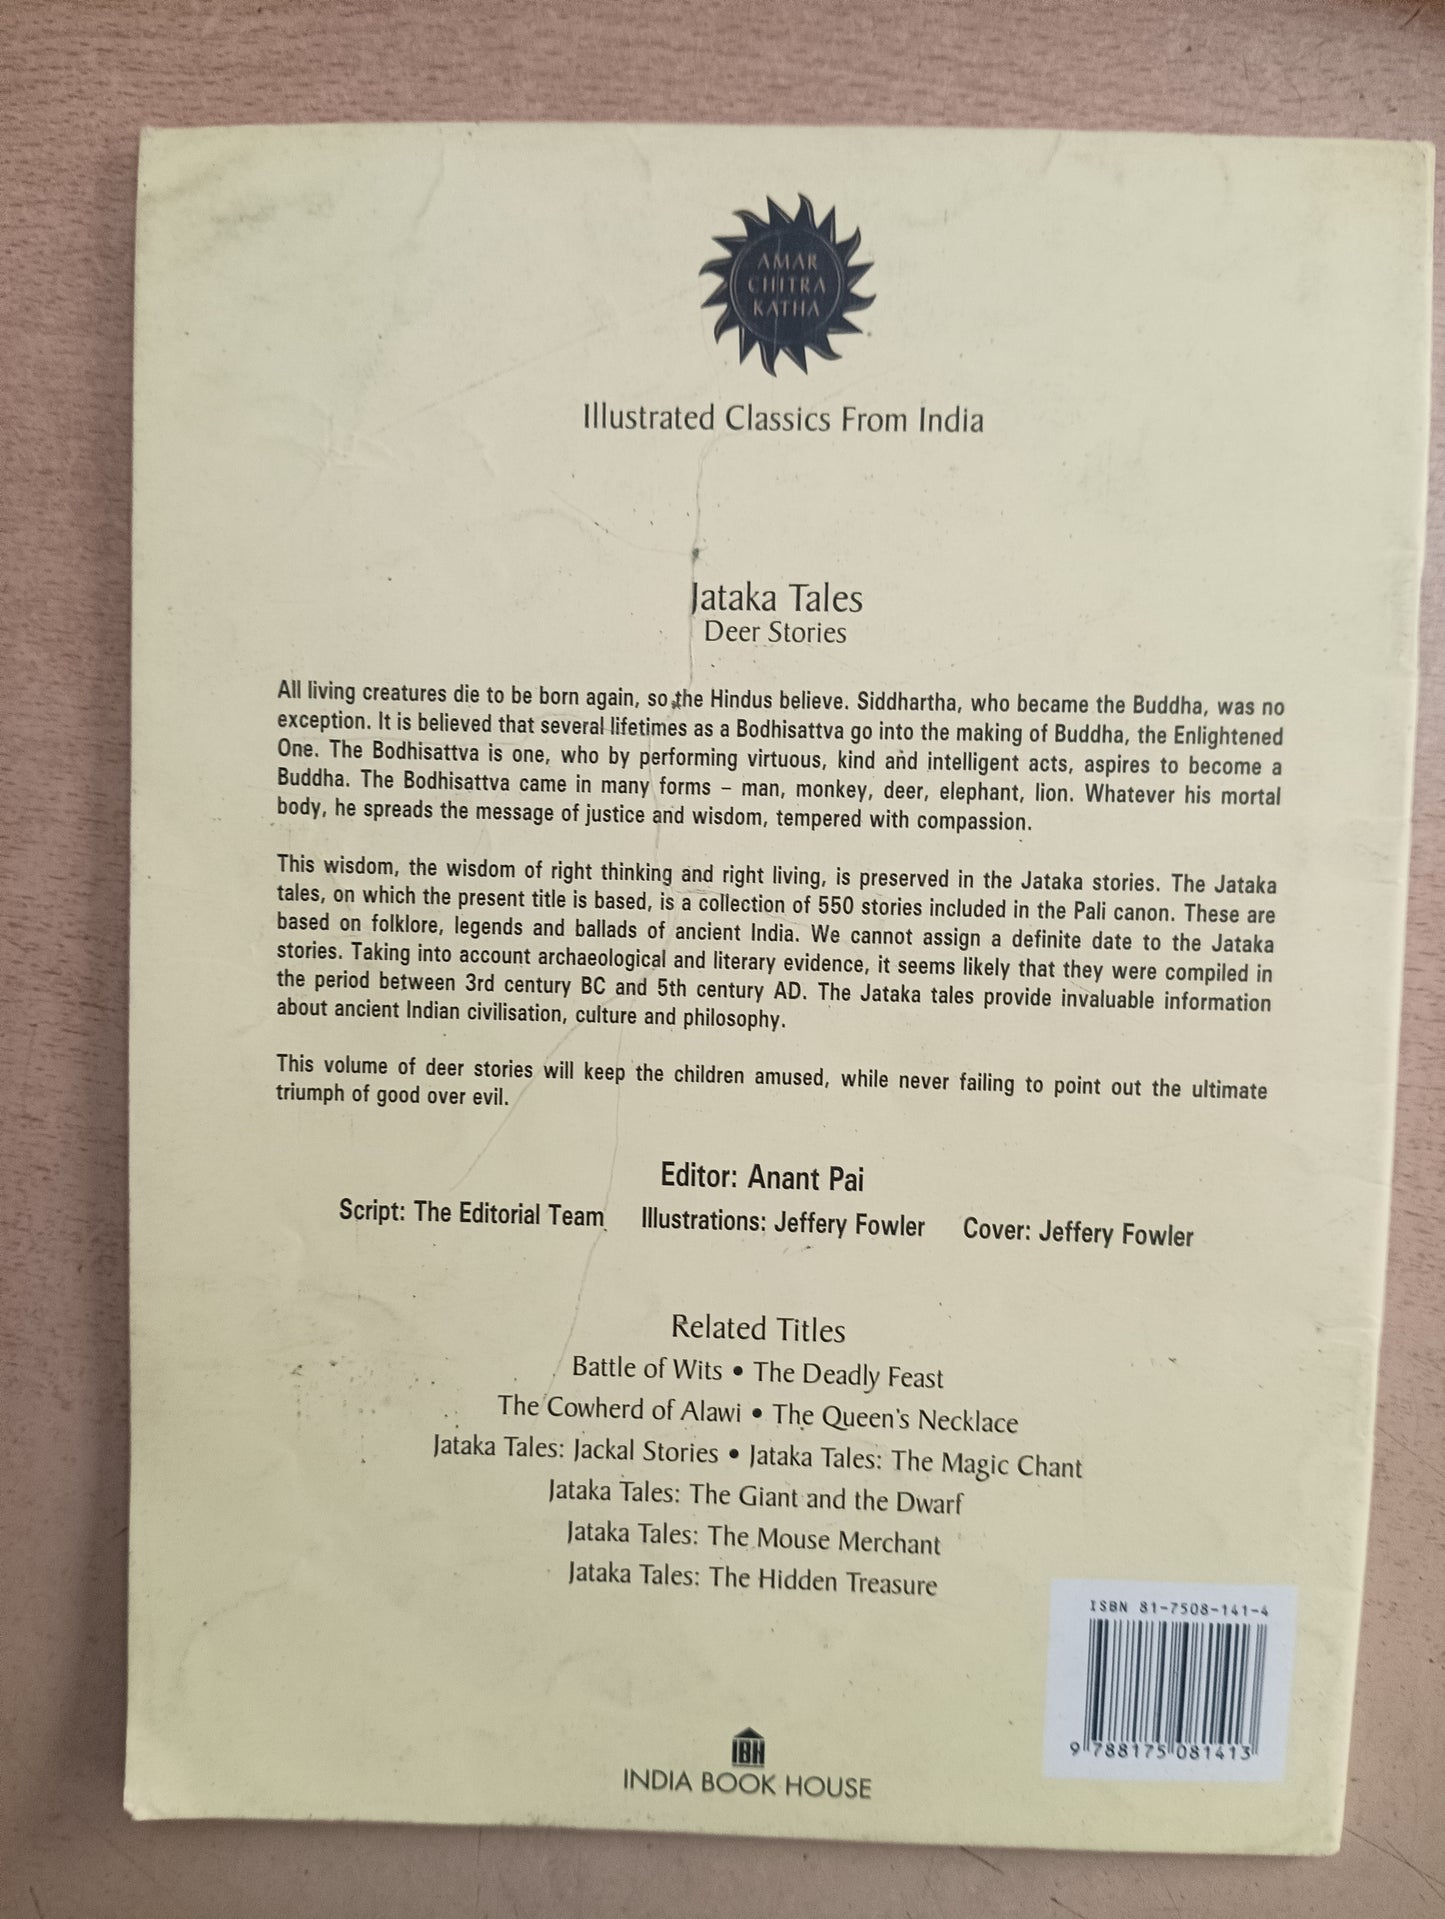 AMAR
CHITRA
KATHA
Illustrated Classics From India
Jataka Tales
Deer Stories
All living creatures die to be born again, so the Hindus believe. Siddhartha, who became the Buddha, was no
exception. It is believed that several lifetimes as a Bodhisattva go into the making of Buddha, the Enlightened
One. The Bodhisattva is one, who by performing virtuous, kind and intelligent acts, aspires to become a
Buddha. The Bodhisattva came in many forms – man, monkey, deer, elephant, lion. Whatever his mortal
body, he spreads the message of justice and wisdom, tempered with compassion.
This wisdom, the wisdom of right thinking and right living, is preserved in the Jataka stories. The Jataka
tales, on which the present title is based, is a collection of 550 stories included in the Pali canon. These are
based on folklore, legends and ballads of ancient India. We cannot assign a definite date to the Jataka
stories. Taking into account archaeological and literary evidence, it seems likely that they were compiled in
the period between 3rd century BC and 5th century AD. The Jataka tales provide invaluable information
about ancient Indian civilisation, culture and philosophy.
This volume of deer stories will keep the children amused, while never failing to point out the ultimate
triumph of good over evil.
Editor: Anant Pai
Script: The Editorial Team Illustrations: Jeffery Fowler Cover: Jeffery Fowler
Related Titles
Battle of Wits • The Deadly Feast
The Cowherd of Alawi • The Queen's Necklace
Jataka Tales: Jackal Stories • Jataka Tales: The Magic Chant
Jataka Tales: The Giant and the Dwarf
Jataka Tales: The Mouse Merchant
Jataka Tales: The Hidden Treasure
ISBN 81-7508-141-4
9 788175 081413
IBH
INDIA BOOK HOUSE